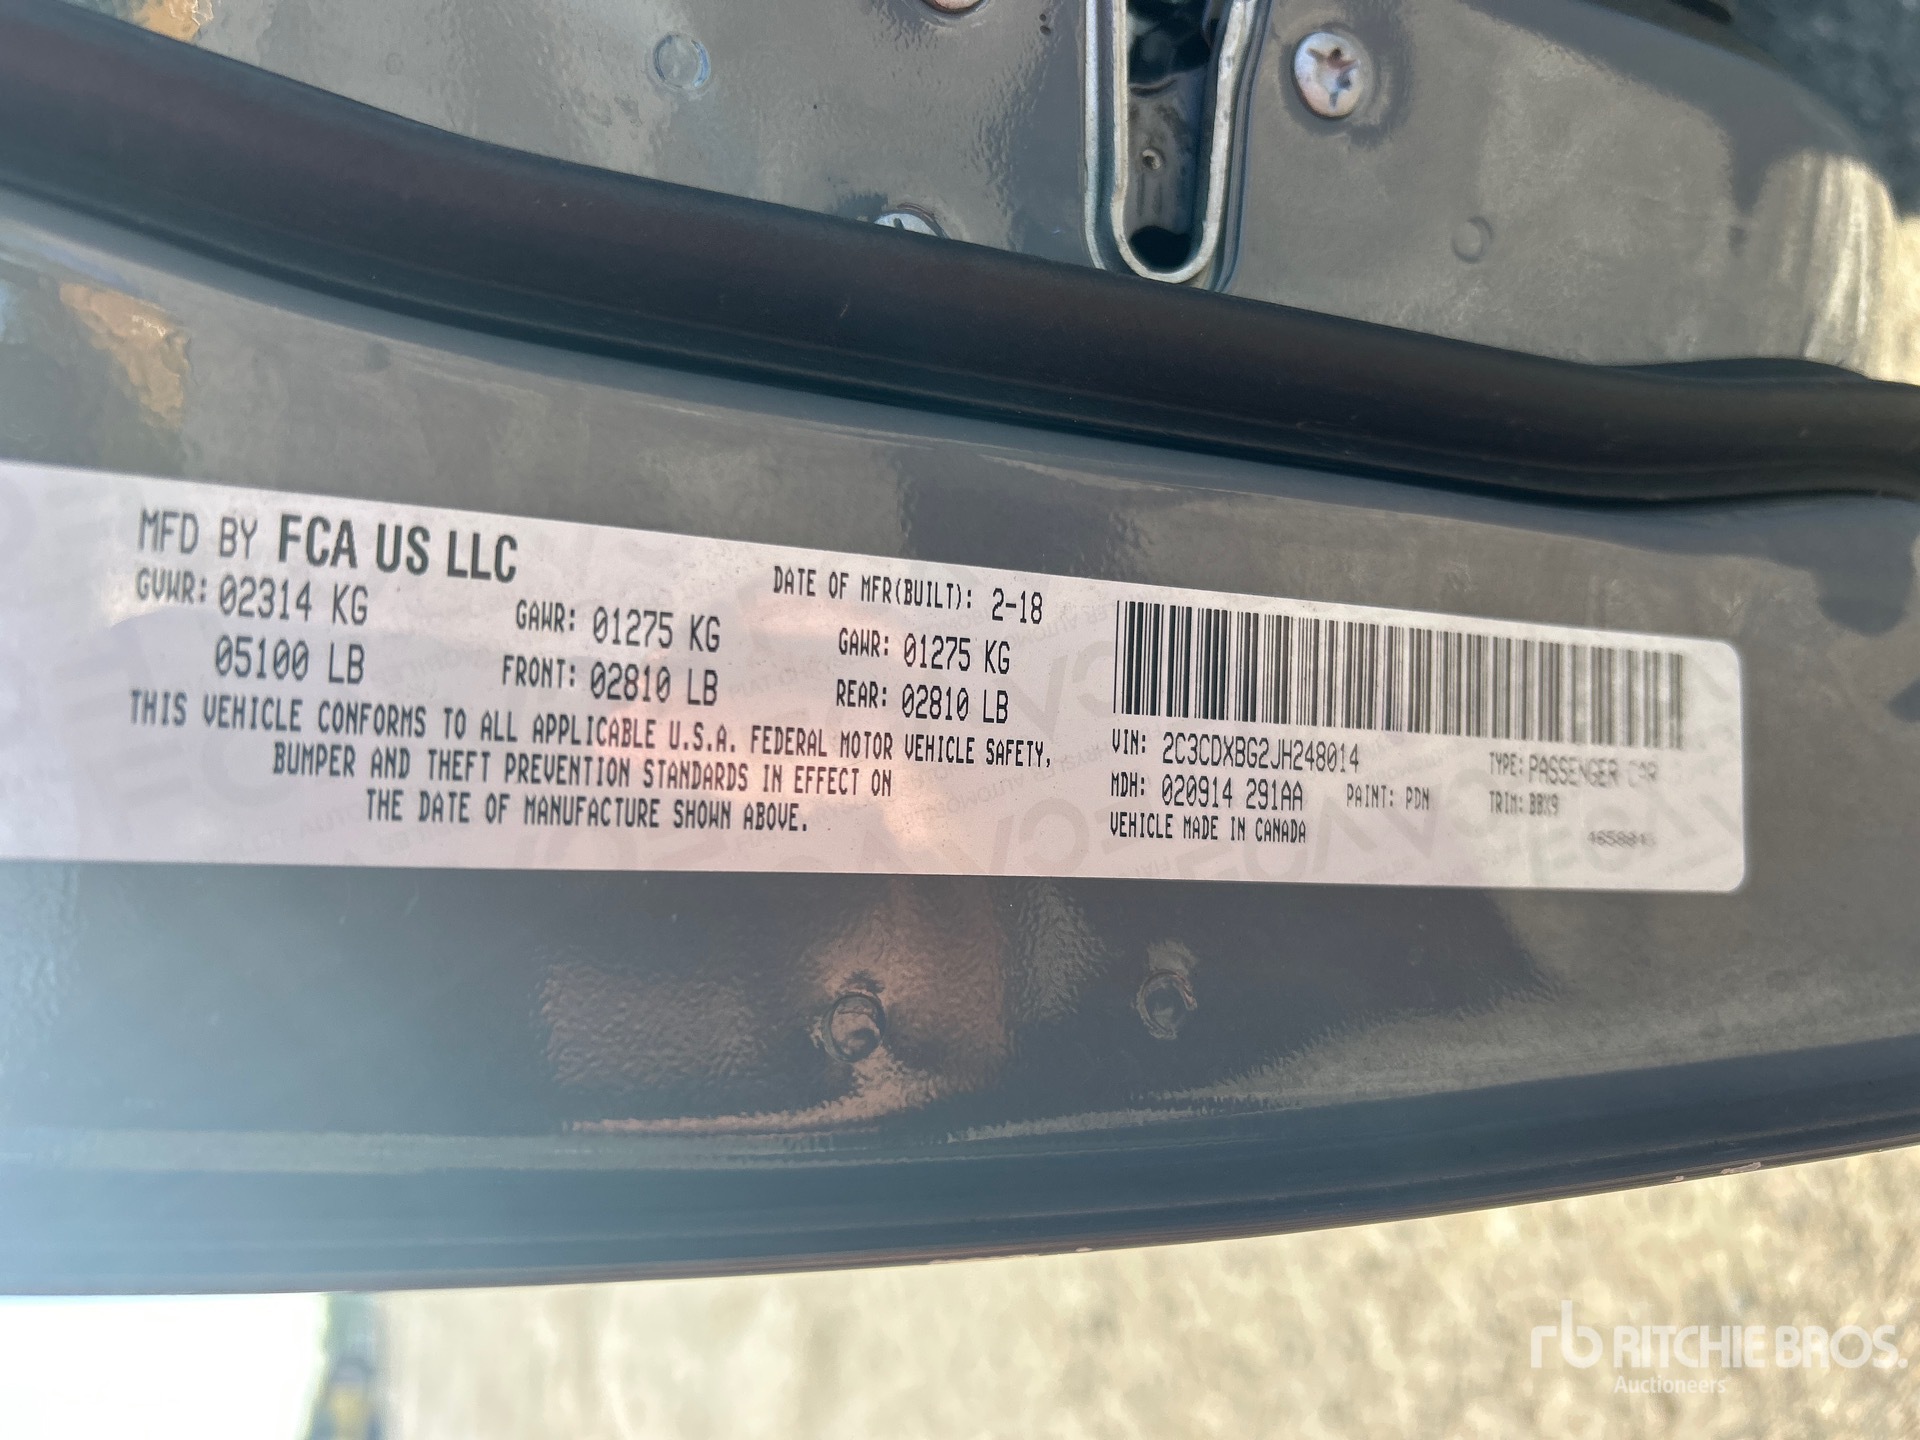 MFD BY FCA US LLC
DATE OF MFR(BUILT): 2-18
GVWR: 02314 KG
05100 LB
GAWR: 01275 KG
FRONT: 02810 LB
GAWR: 01275 KG
REAR: 02810 LB
THIS VEHICLE CONFORMS TO ALL APPLICABLE U.S.A. FEDERAL MOTOR VEHICLE SAFETY,
BUMPER AND THEFT PREVENTION STANDARDS IN EFFECT ON
THE DATE OF MANUFACTURE SHOWN ABOVE.
VIN: 2C3CDXBG2JH248014
TYPE: PASSENGER CAR
MDH: 020914 291AA
PAINT: PDN
TRIM: BBX9
VEHICLE MADE IN CANADA
rb RITCHIE BROS.
Auctioneers